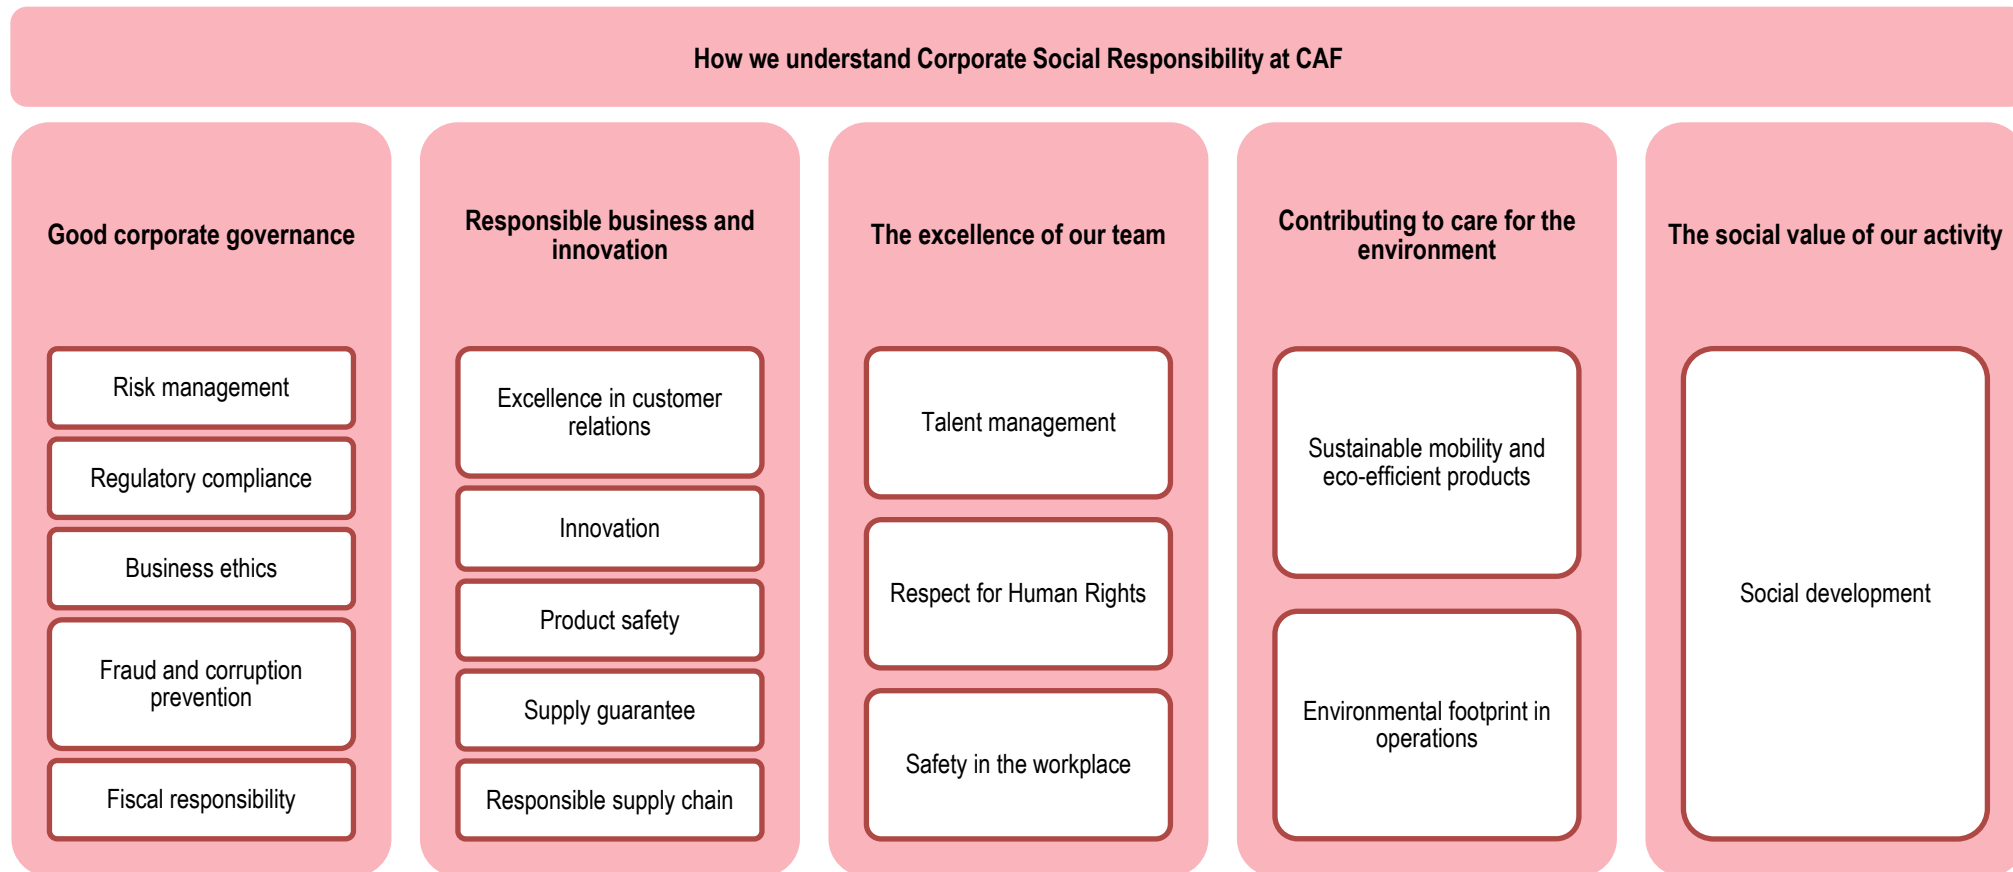 How we understand Corporate Social Responsibility at CAF
Good corporate governance
Risk management
Regulatory compliance
Business ethics
Fraud and corruption
prevention
Fiscal responsibility
Responsible business and
innovation
Excellence in customer
relations
Innovation
Product safety
Supply guarantee
Responsible supply chain
The excellence of our team
Talent management
Respect for Human Rights
Safety in the workplace
Contributing to care for the
environment
Sustainable mobility and
eco-efficient products
Environmental footprint in
operations
The social value of our activity
Social development